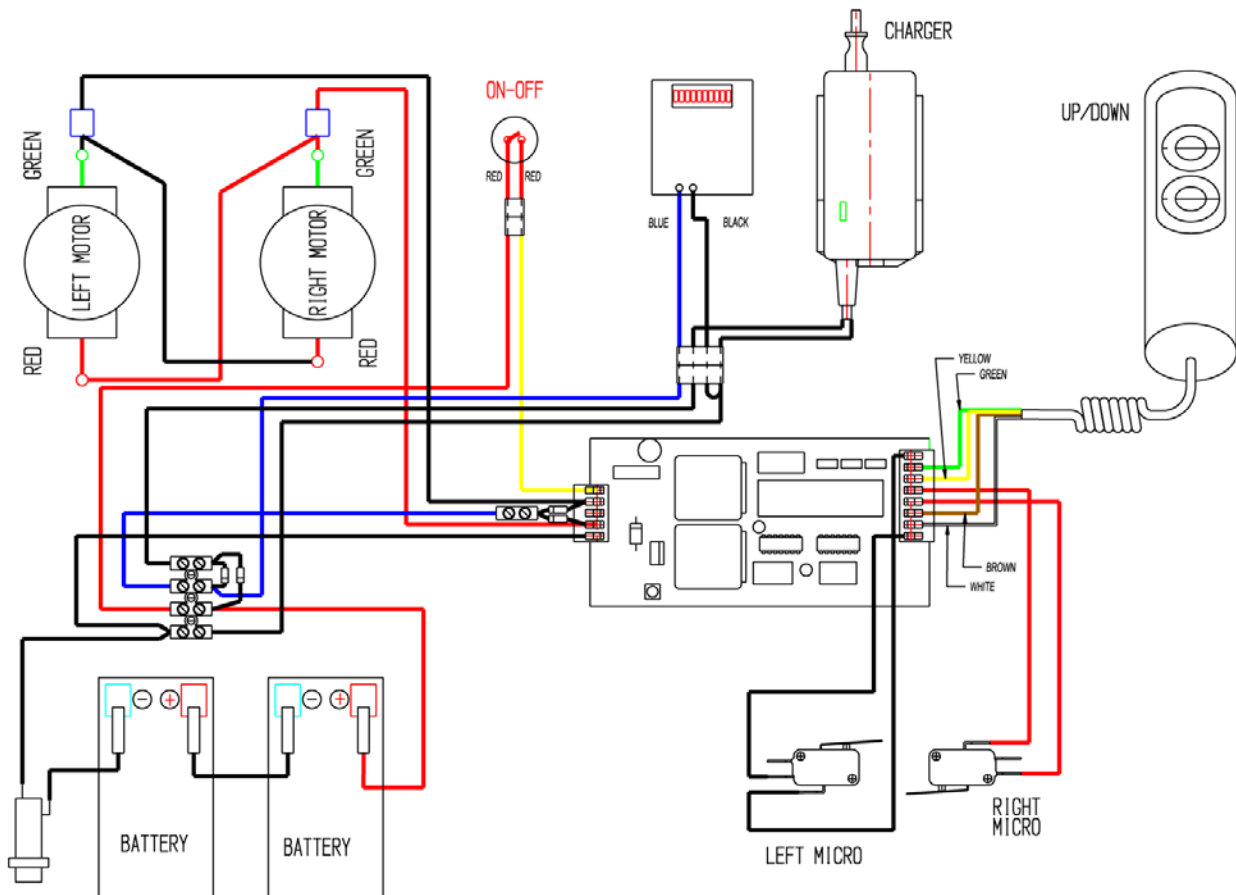 CHARGER
ON-OFF
UP/DOWN
GREEN
GREEN
RED
RED
LEFT MOTOR
RIGHT MOTOR
BLUE
BLACK
RED
RED
YELLOW
GREEN
BROWN
WHITE
− +
− +
BATTERY
BATTERY
LEFT MICRO
RIGHT
MICRO